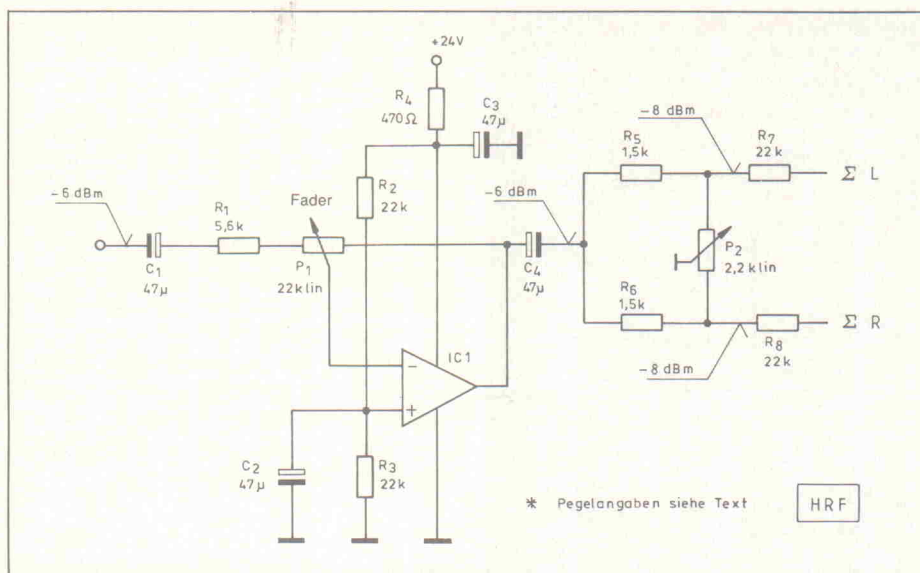 +24V
R4
470Ω
C3
47µ
-8 dBm
R5
1,5k
R7
22k
Σ L
R2
22k
-6 dBm
-6 dBm
R1
5,6k
Fader
P1
22k lin
C1
47µ
C4
47µ
P2
2,2k lin
R6
1,5k
Σ R
R8
22k
-8 dBm
IC1
-
+
C2
47µ
R3
22k
* Pegelangaben siehe Text
HRF